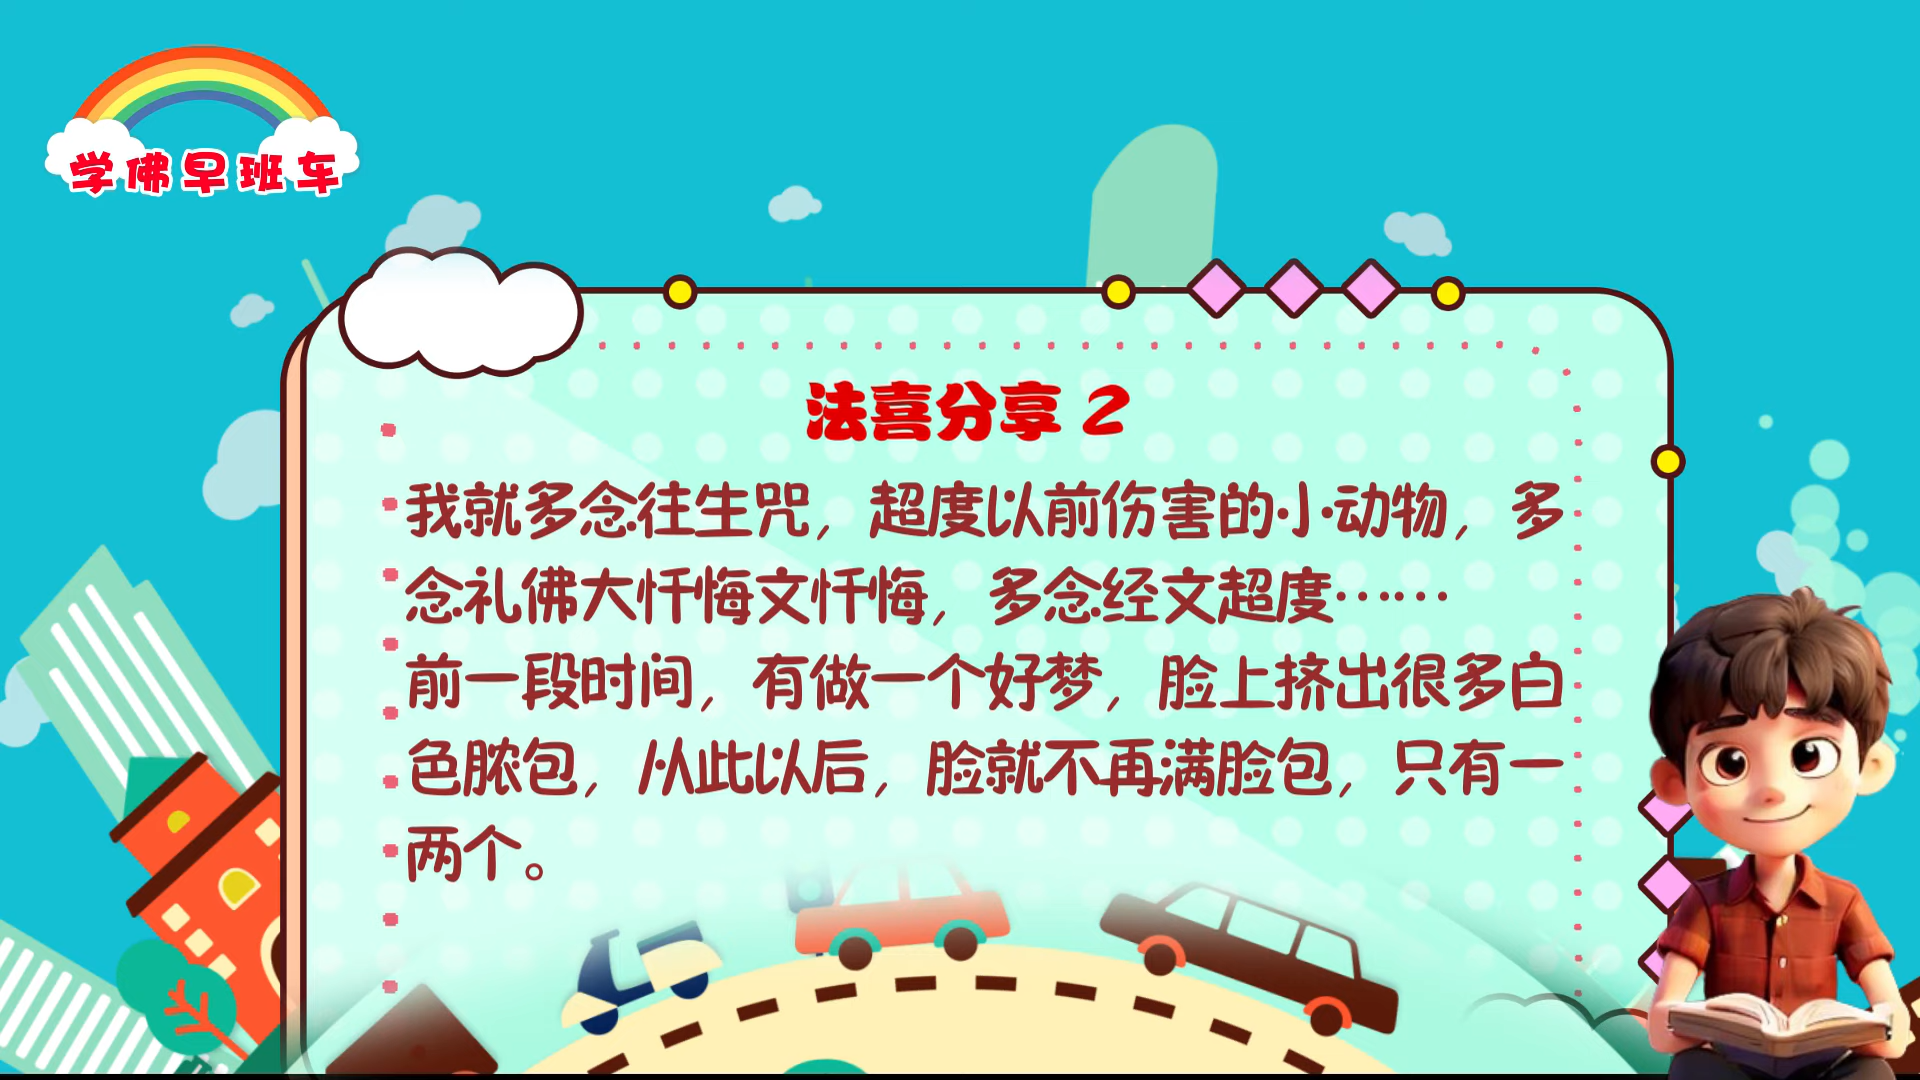 学佛早班车
法喜分享 2
我就多念往生咒，超度以前伤害的小动物，多
念礼佛大忏悔文忏悔，多念经文超度……
前一段时间，有做一个好梦，脸上挤出很多白
色脓包，从此以后，脸就不再满脸包，只有一
两个。